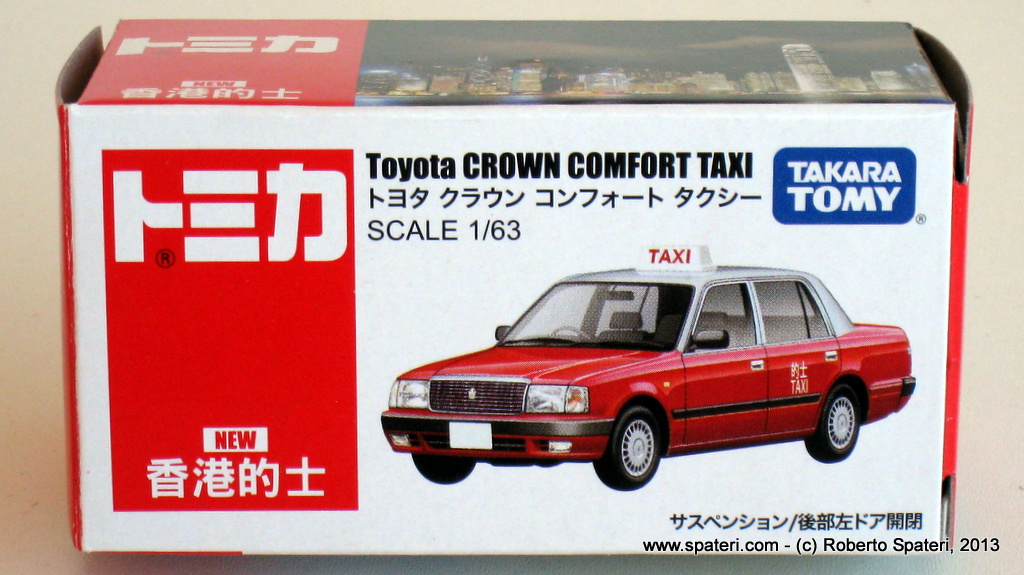 トミカ
NEW
香港的士
トミカ
®
NEW
香港的士
Toyota CROWN COMFORT TAXI
トヨタ クラウン コンフォート タクシー
SCALE 1/63
TAKARA
TOMY
®
TAXI
的士
TAXI
サスペンション/後部左ドア開閉
www.spateri.com - (c) Roberto Spateri, 2013